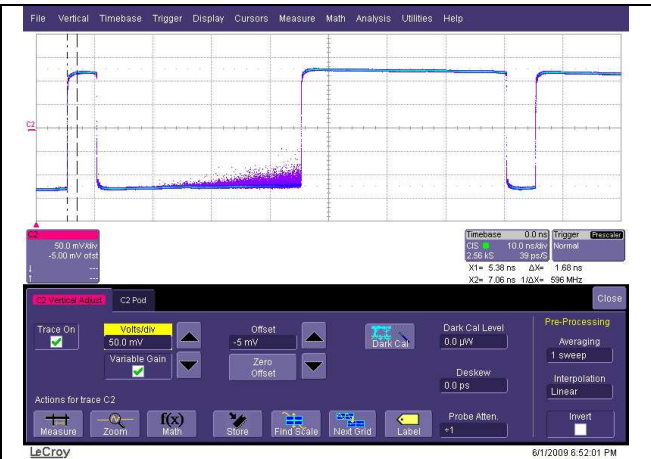 File Vertical Timebase Trigger Display Cursors Measure Math Analysis Utilities Help
C2
C2
50.0 mV/div
-5.00 mV ofst
---
---
Timebase 0.0 ns
CIS 10.0 ns/div
2.56 kS 39 ps/S
Trigger Prescaler
Normal
X1= 5.38 ns ΔX= 1.68 ns
X2= 7.06 ns 1/ΔX= 596 MHz
C2 Vertical Adjust C2 Pod Close
Trace On
Volts/div
50.0 mV
Variable Gain
Offset
-5 mV
Zero
Offset
Dark Cal
Dark Cal Level
0.0 µW
Deskew
0.0 ps
Probe Atten.
÷1
Pre-Processing
Averaging
1 sweep
Interpolation
Linear
Invert
Actions for trace C2
Measure Zoom f(x) Math Store Find Scale Next Grid Label
LeCroy 6/1/2009 6:52:01 PM